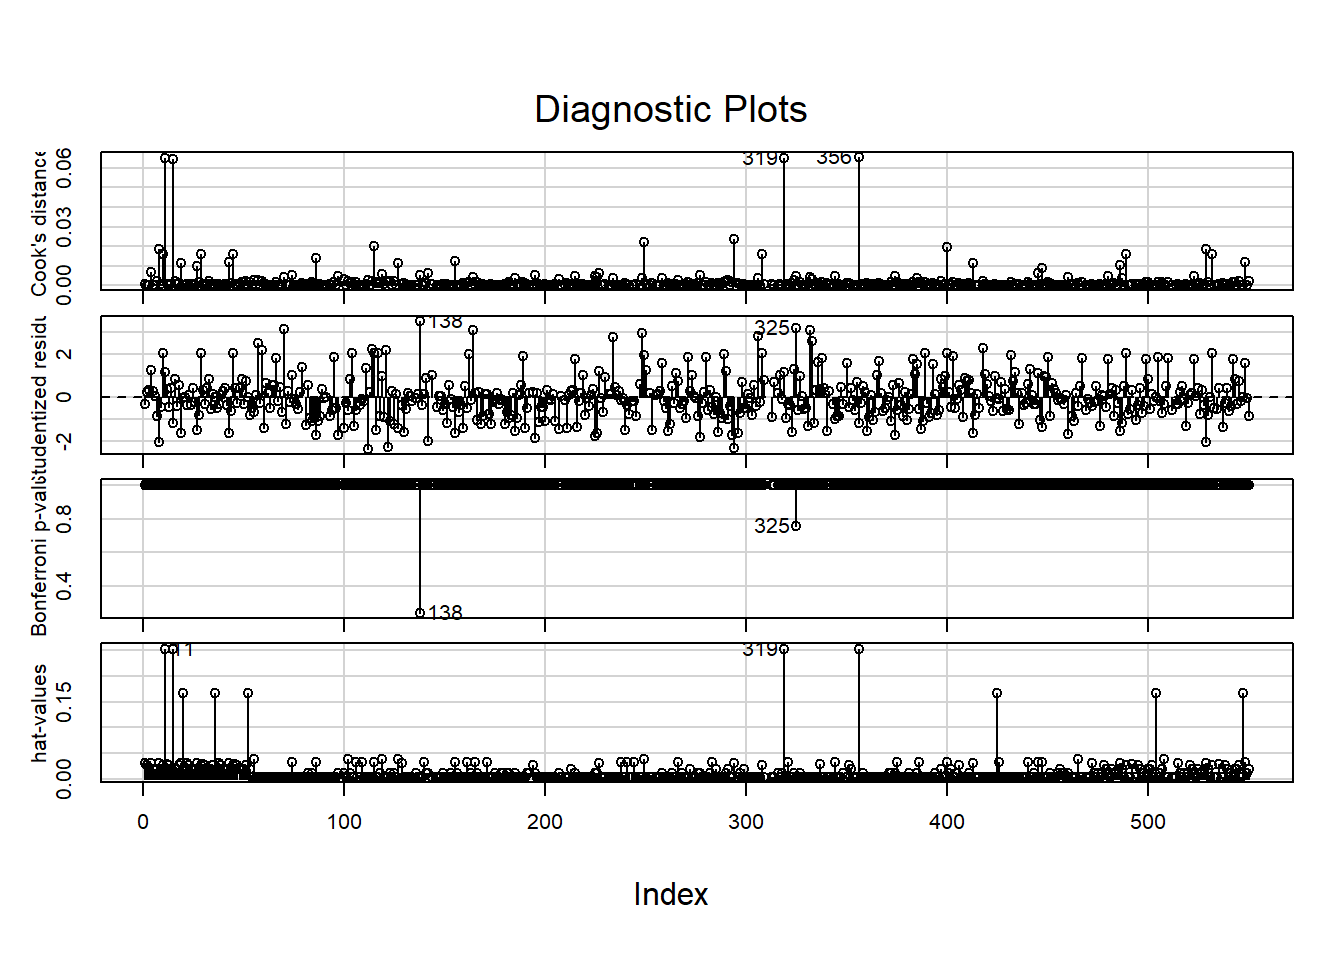 Diagnostic Plots
Cook's distance
0.00 0.03 0.06
319 356
Studentized residu
-2 0 2
138 325
Bonferroni p-valu
0.4 0.8
138 325
hat-values
0.00 0.15
11 319
0 100 200 300 400 500
Index